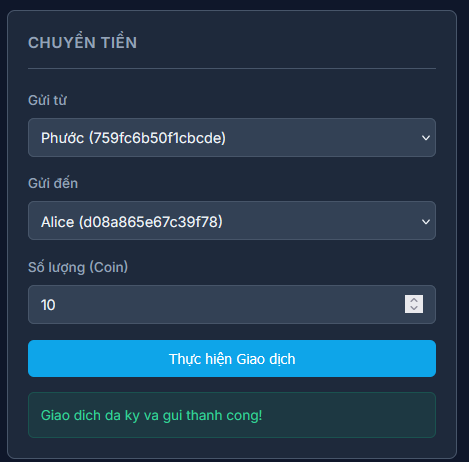 CHUYỂN TIỀN
Gửi từ
Phước (759fc6b50f1cbcde)
Gửi đến
Alice (d08a865e67c39f78)
Số lượng (Coin)
10
Thực hiện Giao dịch
Giao dich da ky va gui thanh cong!